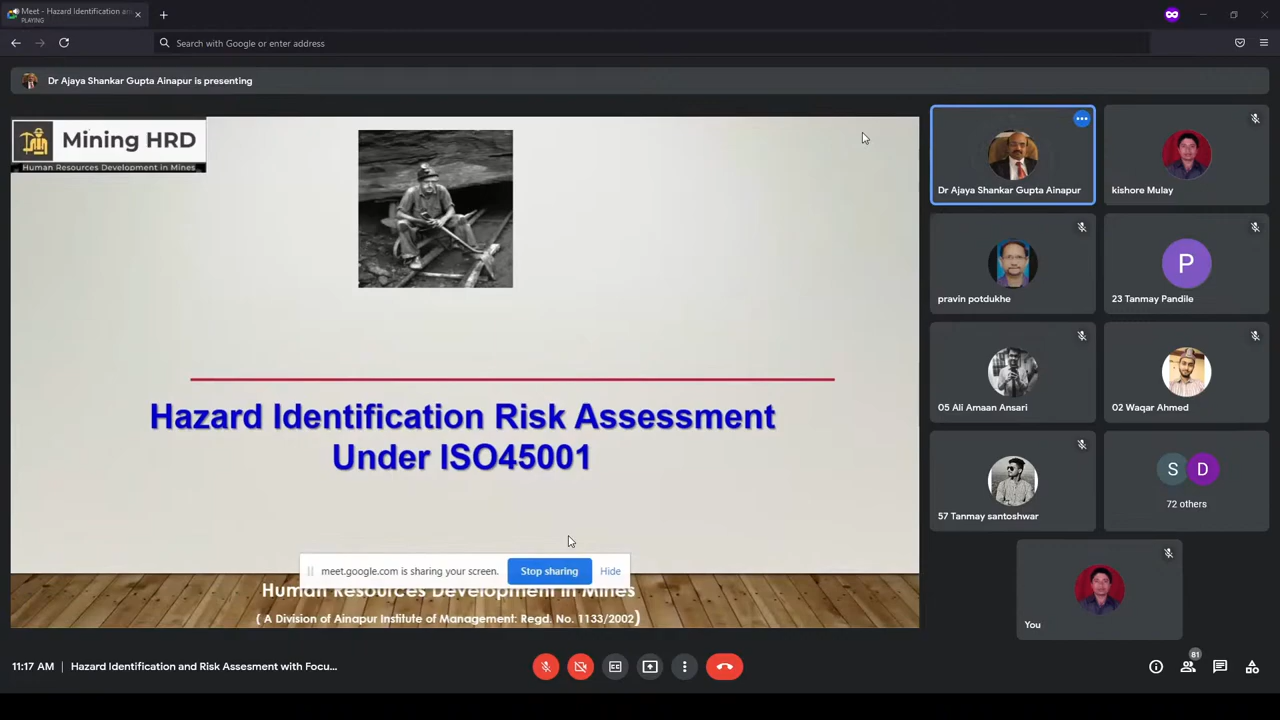 Meet - Hazard Identification an
PLAYING
Search with Google or enter address
Dr Ajaya Shankar Gupta Ainapur is presenting
Mining HRD
Human Resources Development in Mines
Hazard Identification Risk Assessment
Under ISO45001
meet.google.com is sharing your screen.
Stop sharing
Hide
Human Resources Development in Mines
( A Division of Ainapur Institute of Management: Regd. No. 1133/2002)
Dr Ajaya Shankar Gupta Ainapur
kishore Mulay
pravin potdukhe
P
23 Tanmay Pandile
05 Ali Amaan Ansari
02 Waqar Ahmed
57 Tanmay santoshwar
S D
72 others
You
11:17 AM | Hazard Identification and Risk Assesment with Focu...
81